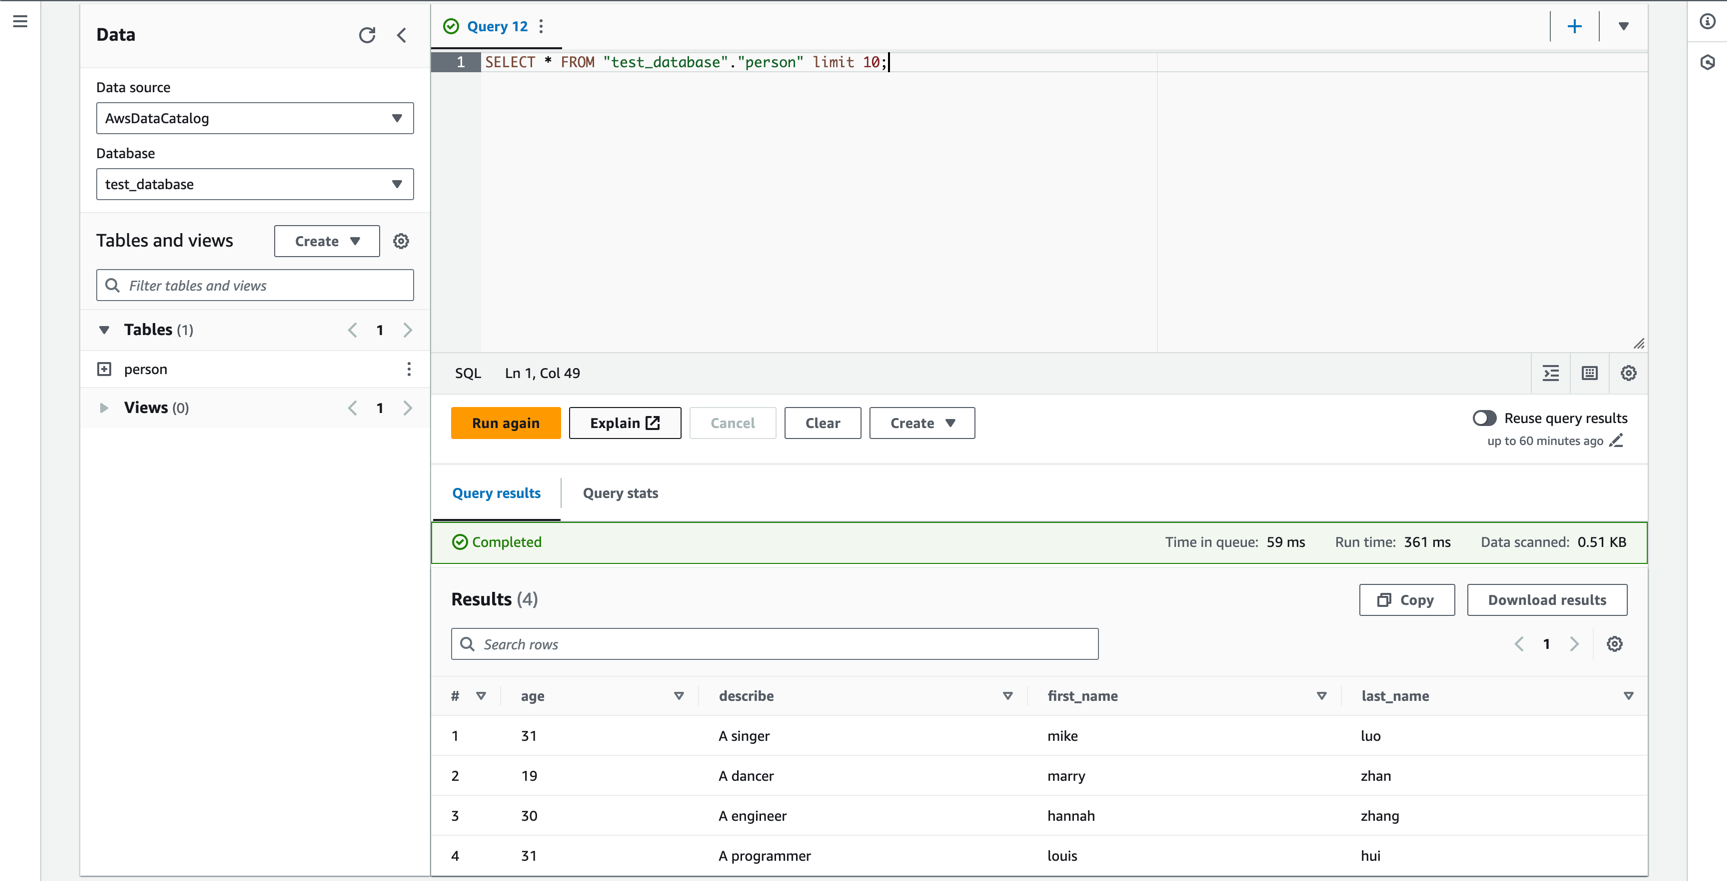 Data
Data source
AwsDataCatalog
Database
test_database
Tables and views
Create
Filter tables and views
Tables (1)
1
person
Views (0)
1
Query 12
1 SELECT * FROM "test_database"."person" limit 10;
SQL Ln 1, Col 49
Run again Explain Cancel Clear Create
Reuse query results
up to 60 minutes ago
Query results Query stats
Completed Time in queue: 59 ms Run time: 361 ms Data scanned: 0.51 KB
Results (4) Copy Download results
Search rows 1
# age describe first_name last_name
1 31 A singer mike luo
2 19 A dancer marry zhan
3 30 A engineer hannah zhang
4 31 A programmer louis hui